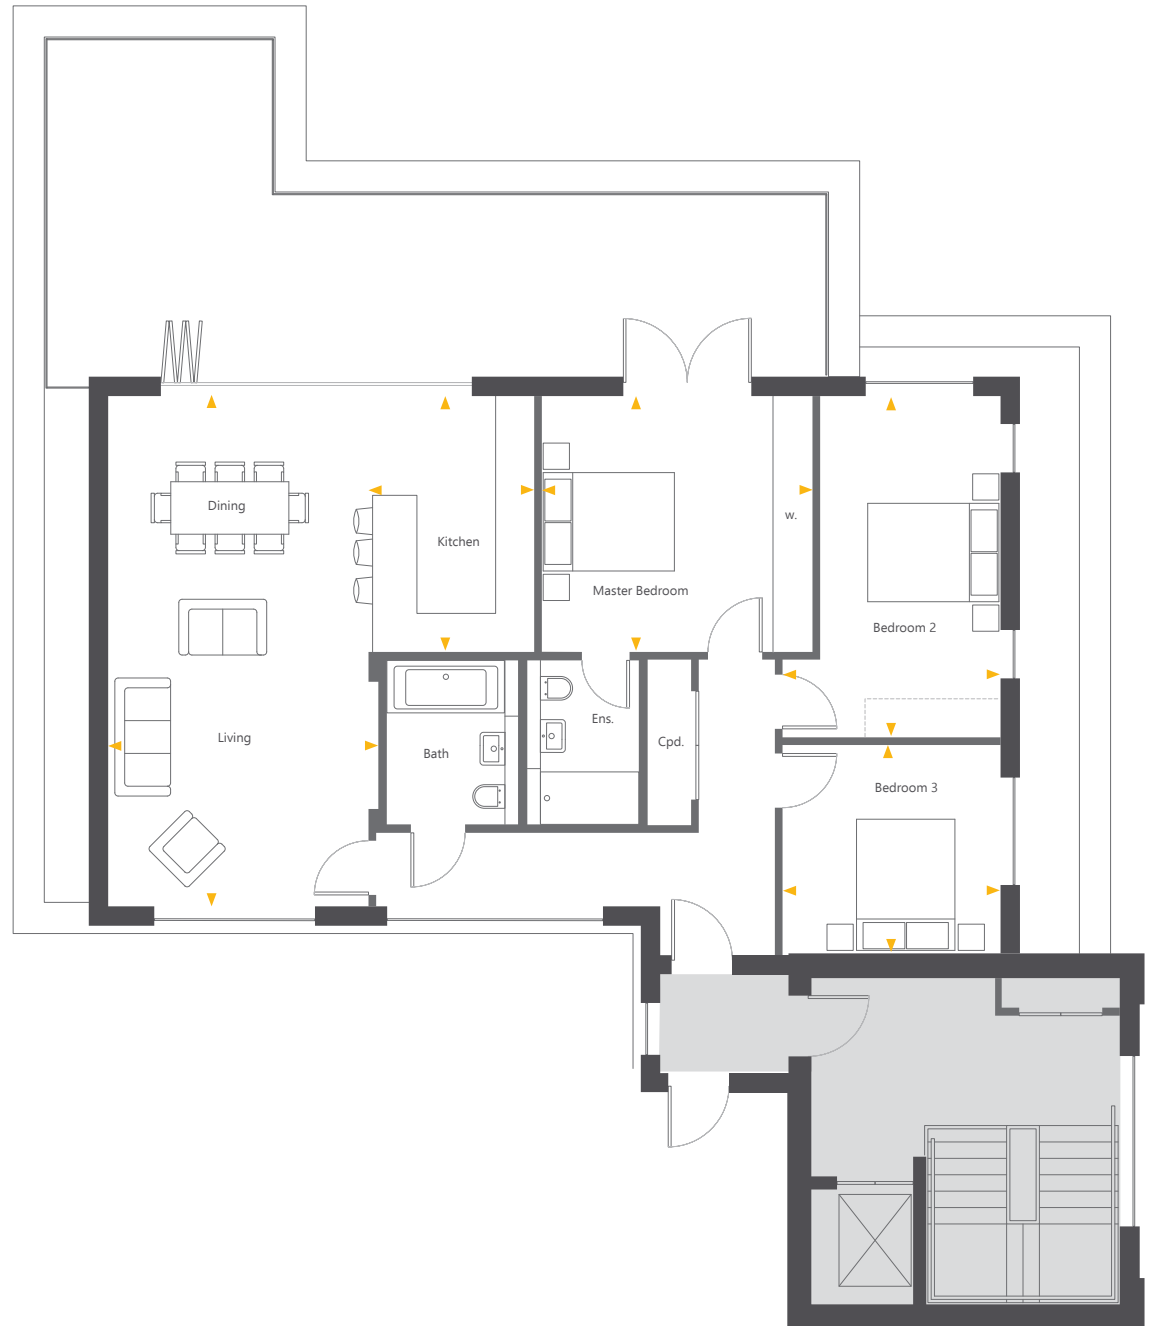 Dining
w.
Kitchen
Master Bedroom
Bedroom 2
Ens.
Living
Cpd.
Bath
Bedroom 3